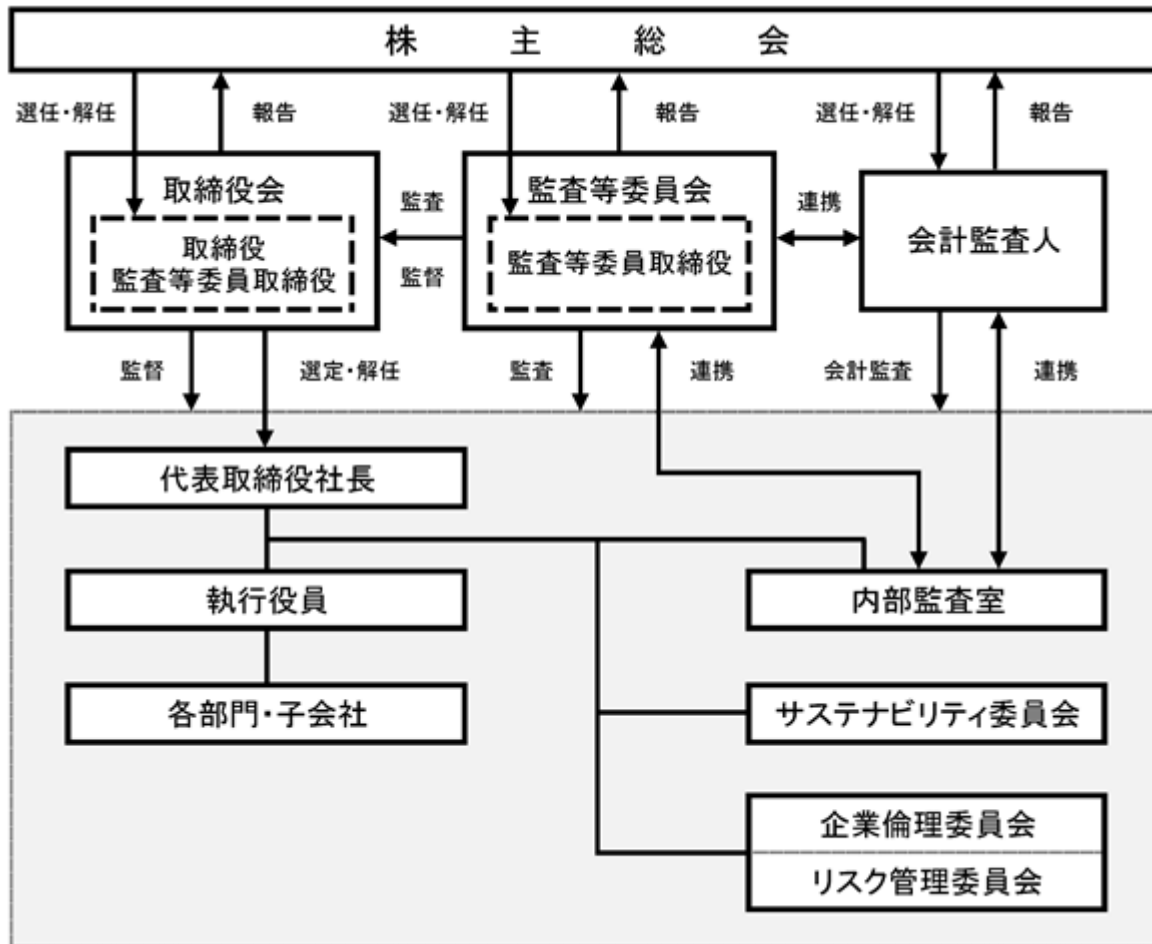 株主総会
選任・解任
報告
選任・解任
報告
選任・解任
報告
取締役会
取締役
監査等委員取締役
監査
監督
監査等委員会
監査等委員取締役
連携
会計監査人
監督
選定・解任
監査
連携
会計監査
連携
代表取締役社長
執行役員
内部監査室
各部門・子会社
サステナビリティ委員会
企業倫理委員会
リスク管理委員会